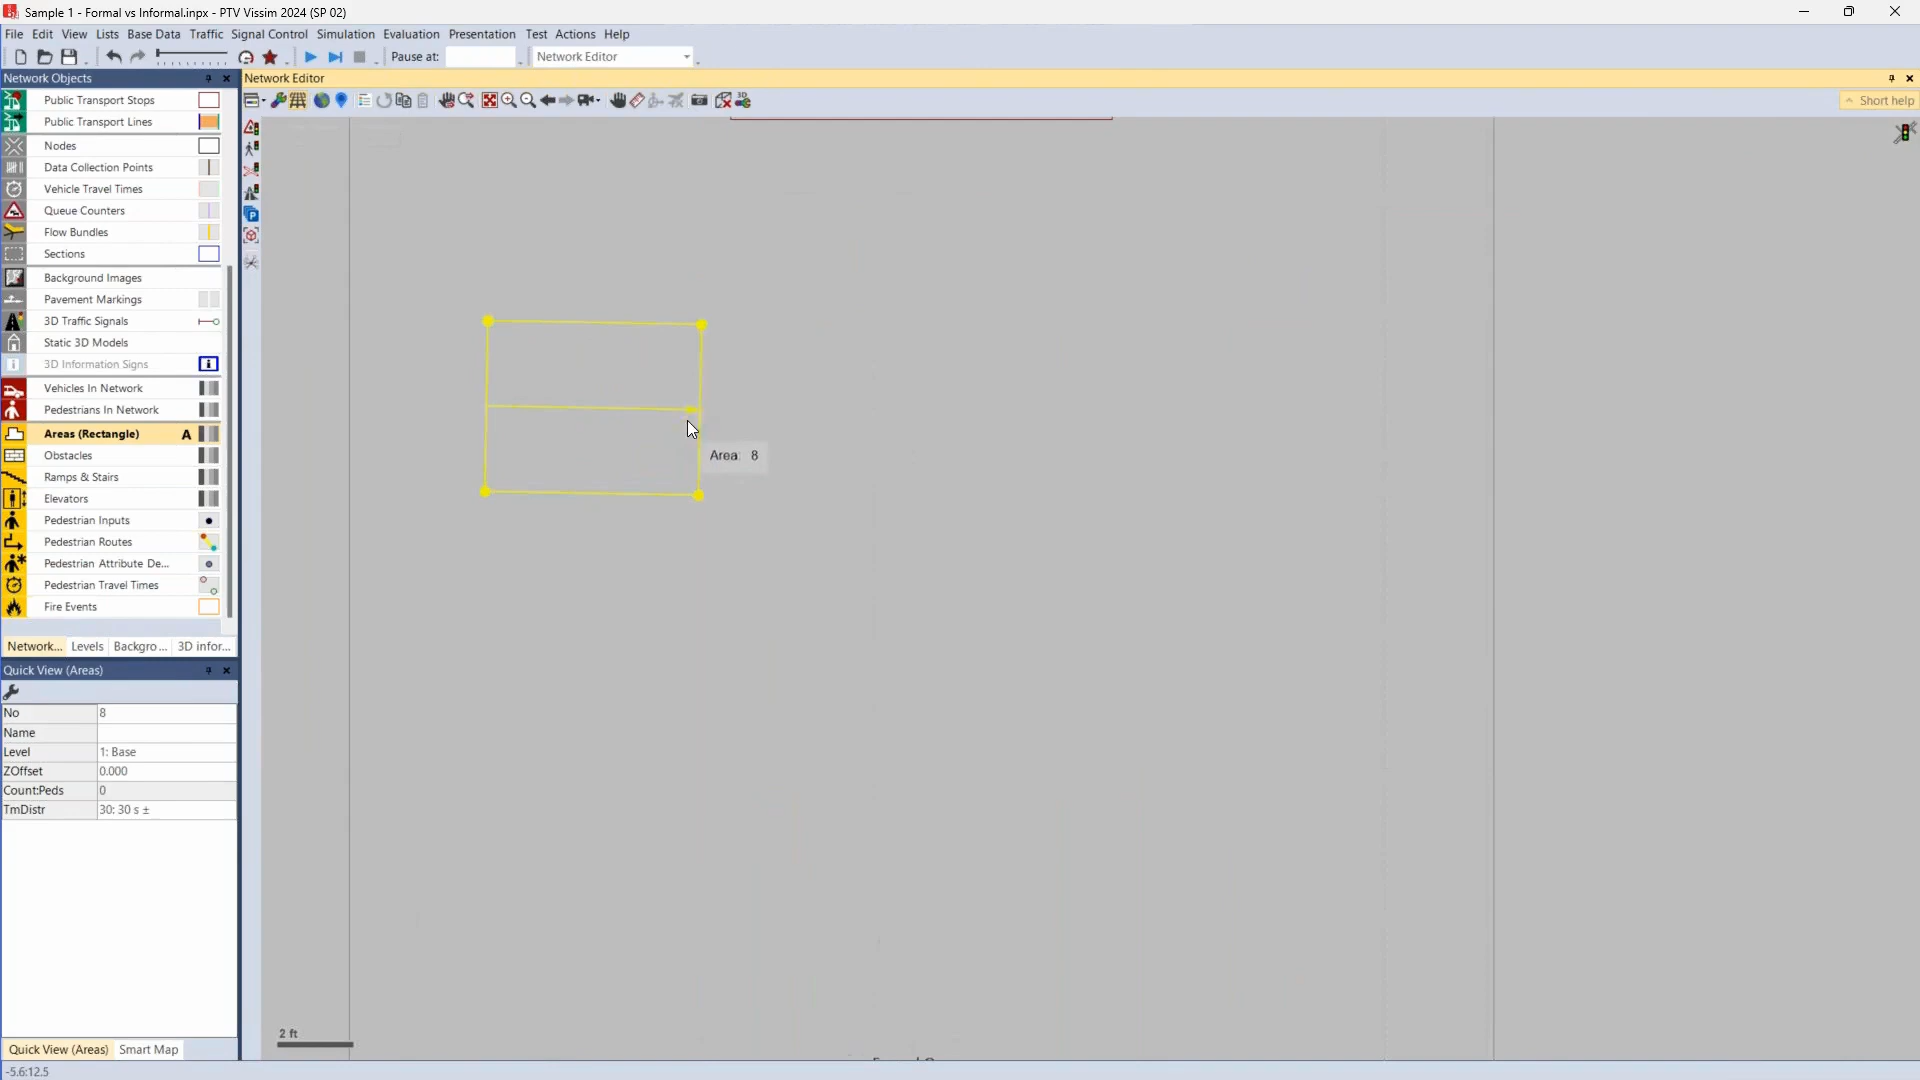 Sample 1 - Formal vs Informal.inpx - PTV Vissim 2024 (SP 02)
File Edit View Lists Base Data Traffic Signal Control Simulation Evaluation Presentation Test Actions Help
Pause at: Network Editor
Network Objects
Network Editor
Short help
Public Transport Stops
Public Transport Lines
Nodes
Data Collection Points
Vehicle Travel Times
Queue Counters
Flow Bundles
Sections
Background Images
Pavement Markings
3D Traffic Signals
Static 3D Models
3D Information Signs
Vehicles In Network
Pedestrians In Network
Areas (Rectangle) A
Obstacles
Ramps & Stairs
Elevators
Pedestrian Inputs
Pedestrian Routes
Pedestrian Attribute De...
Pedestrian Travel Times
Fire Events
Area: 8
Network... Levels Backgro... 3D infor...
Quick View (Areas)
No 8
Name
Level 1: Base
ZOffset 0.000
Count:Peds 0
TmDistr 30: 30 s ±
2 ft
Quick View (Areas) Smart Map
-5.6:12.5